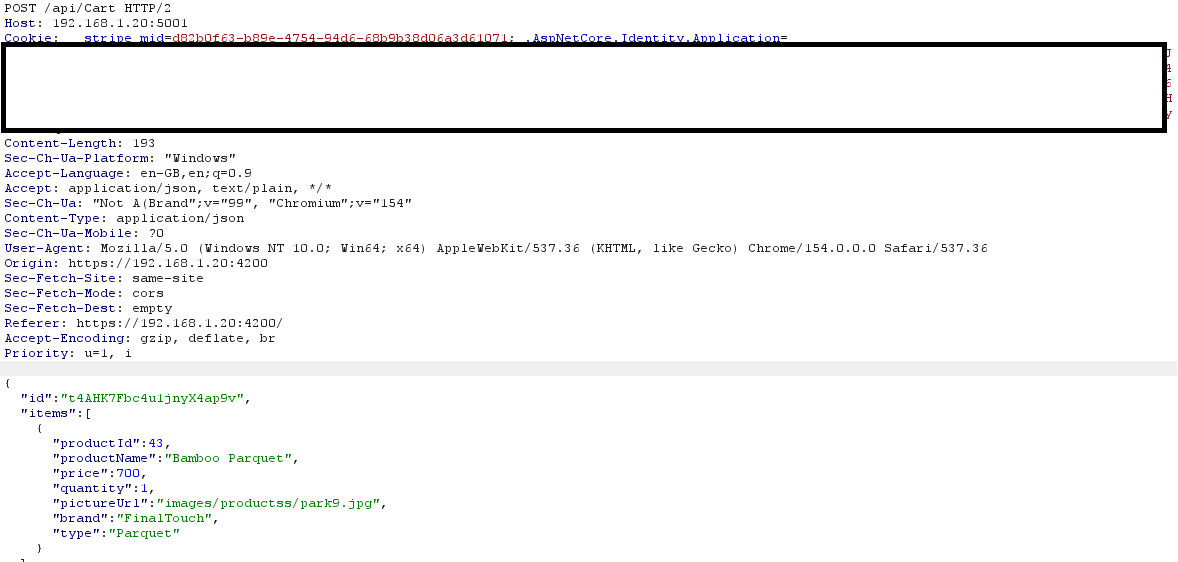 POST /api/Cart HTTP/2
Host: 192.168.1.20:5001
Cookie: __stripe_mid=d82b0f63-b89e-4754-94d6-68b9b38d06a3d61071; .AspNetCore.Identity.Application=
J
4
6
H
y
Content-Length: 193
Sec-Ch-Ua-Platform: "Windows"
Accept-Language: en-GB,en;q=0.9
Accept: application/json, text/plain, */*
Sec-Ch-Ua: "Not A(Brand";v="99", "Chromium";v="154"
Content-Type: application/json
Sec-Ch-Ua-Mobile: ?0
User-Agent: Mozilla/5.0 (Windows NT 10.0; Win64; x64) AppleWebKit/537.36 (KHTML, like Gecko) Chrome/154.0.0.0 Safari/537.36
Origin: https://192.168.1.20:4200
Sec-Fetch-Site: same-site
Sec-Fetch-Mode: cors
Sec-Fetch-Dest: empty
Referer: https://192.168.1.20:4200/
Accept-Encoding: gzip, deflate, br
Priority: u=1, i
{
"id":"t4AHK7Fbc4u1jnyX4ap9v",
"items":[
{
"productId":43,
"productName":"Bamboo Parquet",
"price":700,
"quantity":1,
"pictureUrl":"images/productss/park9.jpg",
"brand":"FinalTouch",
"type":"Parquet"
}